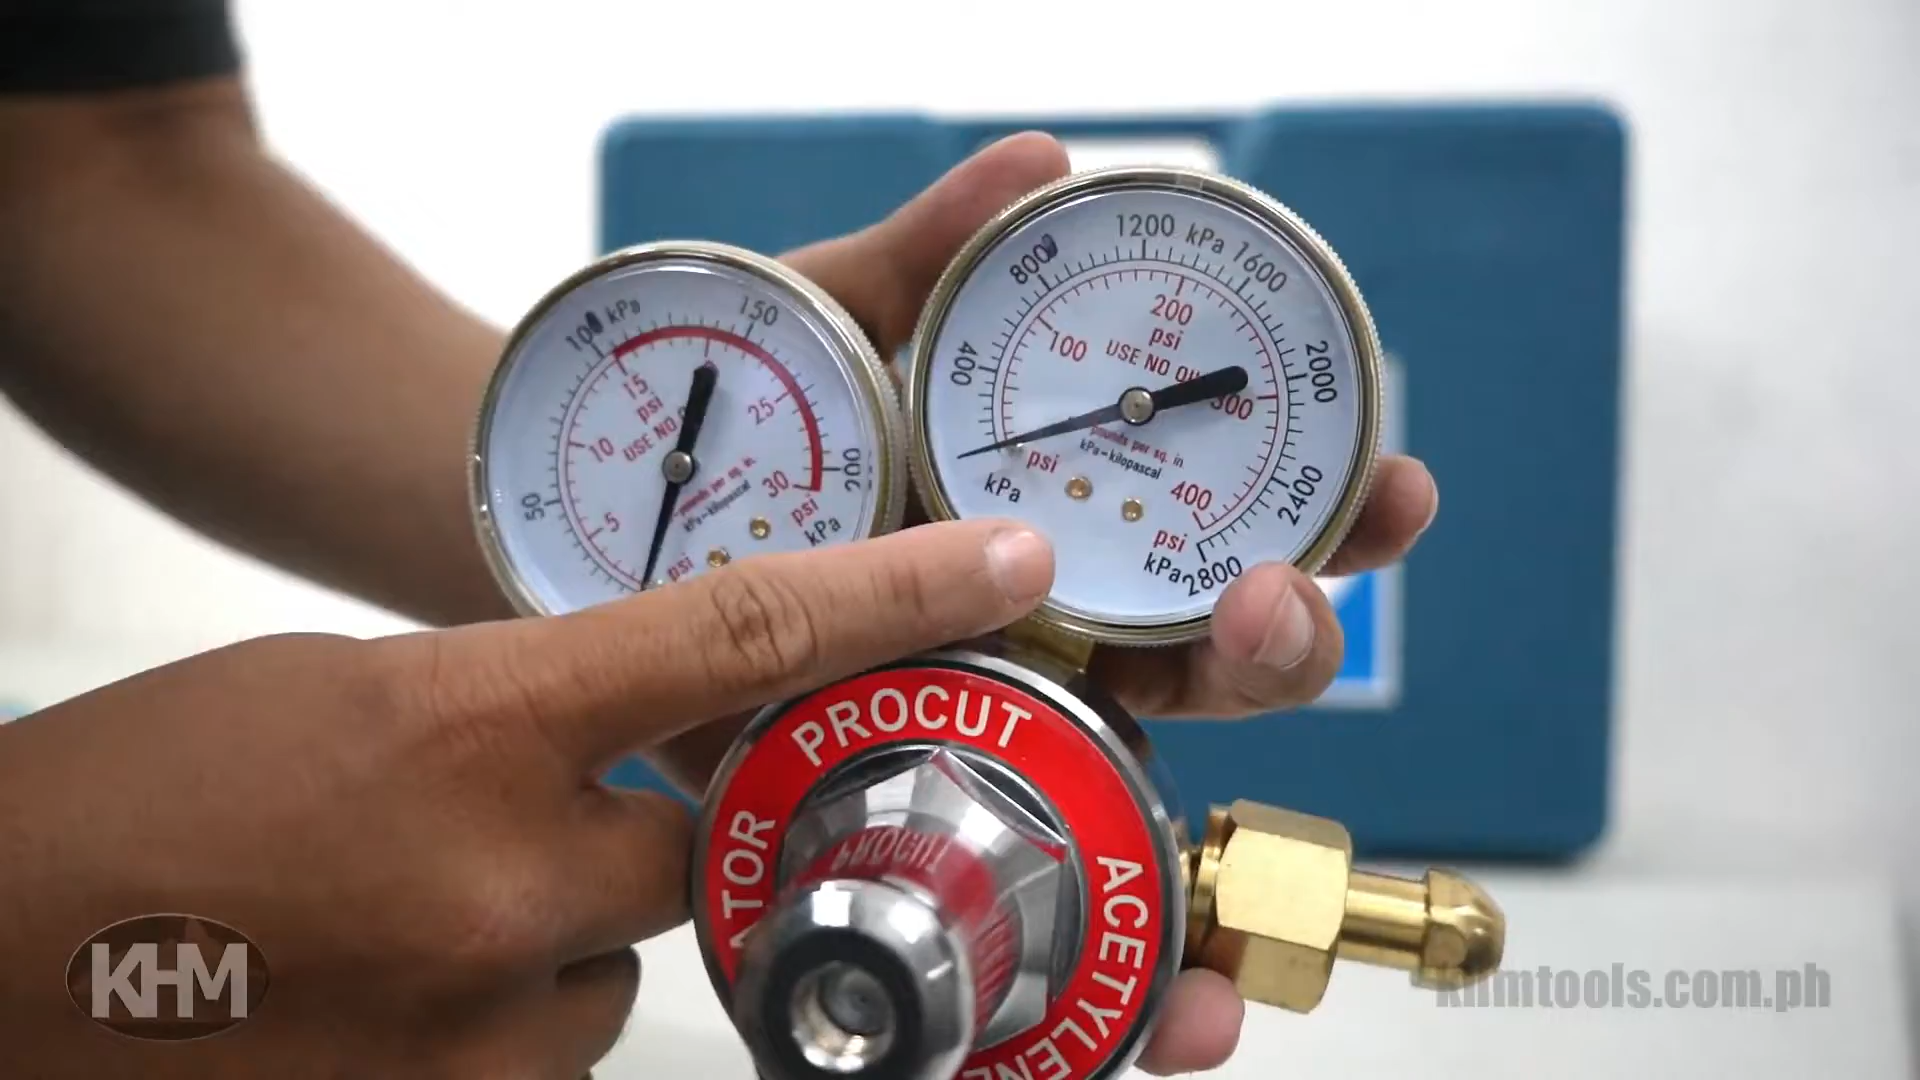 50
100 kPa
150
200
5
10
15
psi
25
30
USE NO
pounds per sq. in.
kPa-kilopascal
psi
psi
kPa
400
800
1200 kPa 1600
2000
2400
2800
100
200
psi
USE NO
300
400
pounds per sq. in.
kPa-kilopascal
psi
kPa
psi
kPa
PROCUT
ACETYLENE
PROCUT
KHM
khmtools.com.ph